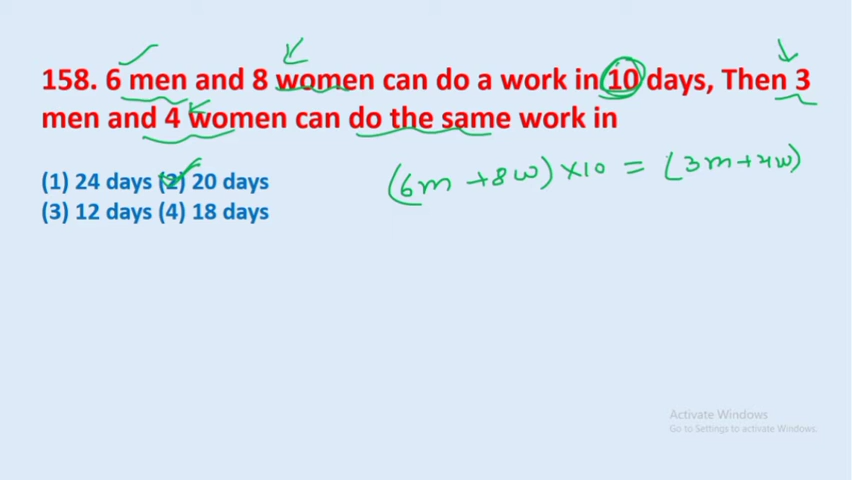 158. 6 men and 8 women can do a work in 10 days, Then 3
men and 4 women can do the same work in
(1) 24 days (2) 20 days
(3) 12 days (4) 18 days
(6m + 8w) × 10 = (3m + 4w)
Activate Windows
Go to Settings to activate Windows.